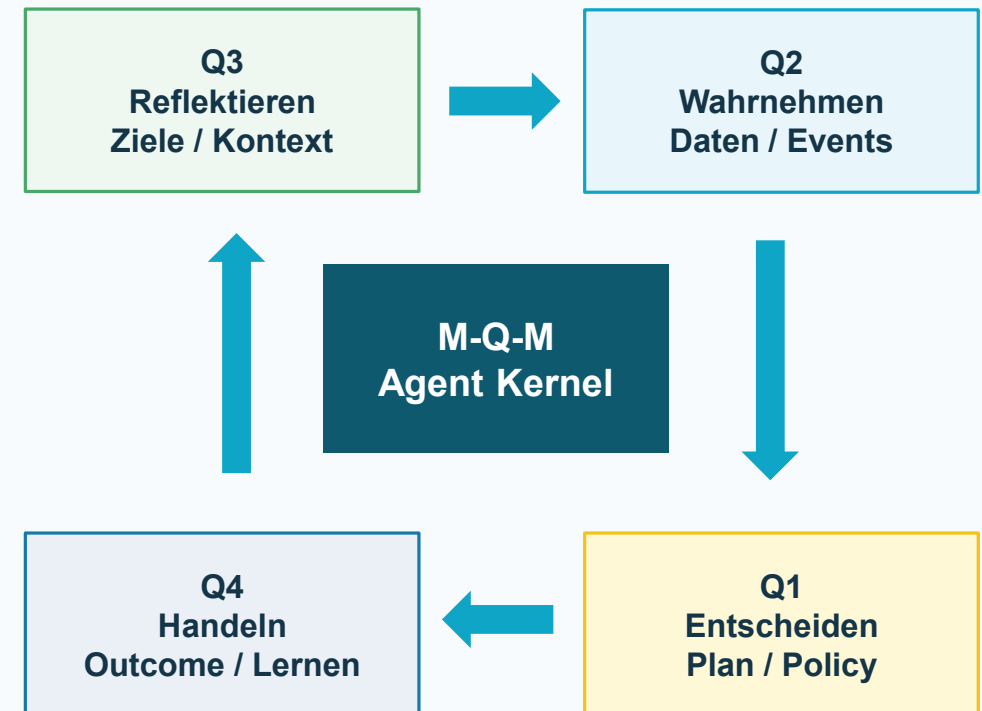 Q3
Reflektieren
Ziele / Kontext
Q2
Wahrnehmen
Daten / Events
M-Q-M
Agent Kernel
Q4
Handeln
Outcome / Lernen
Q1
Entscheiden
Plan / Policy